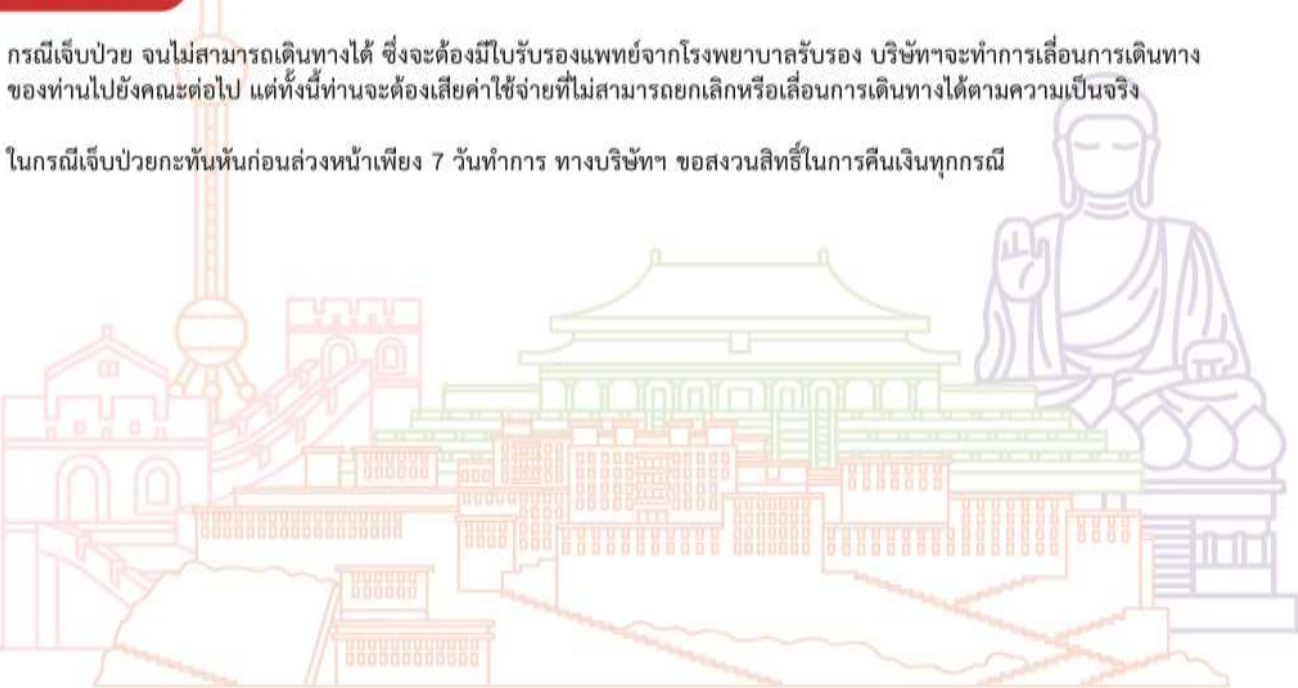 กรณีเจ็บป่วย จนไม่สามารถเดินทางได้ ซึ่งจะต้องมีใบรับรองแพทย์จากโรงพยาบาลรับรอง บริษัทฯจะทำการเลื่อนการเดินทาง
ของท่านไปยังคณะต่อไป แต่ทั้งนี้ท่านจะต้องเสียค่าใช้จ่ายที่ไม่สามารถยกเลิกหรือเลื่อนการเดินทางได้ตามความเป็นจริง
ในกรณีเจ็บป่วยกะทันหันก่อนล่วงหน้าเพียง 7 วันทำการ ทางบริษัทฯ ขอสงวนสิทธิ์ในการคืนเงินทุกกรณี